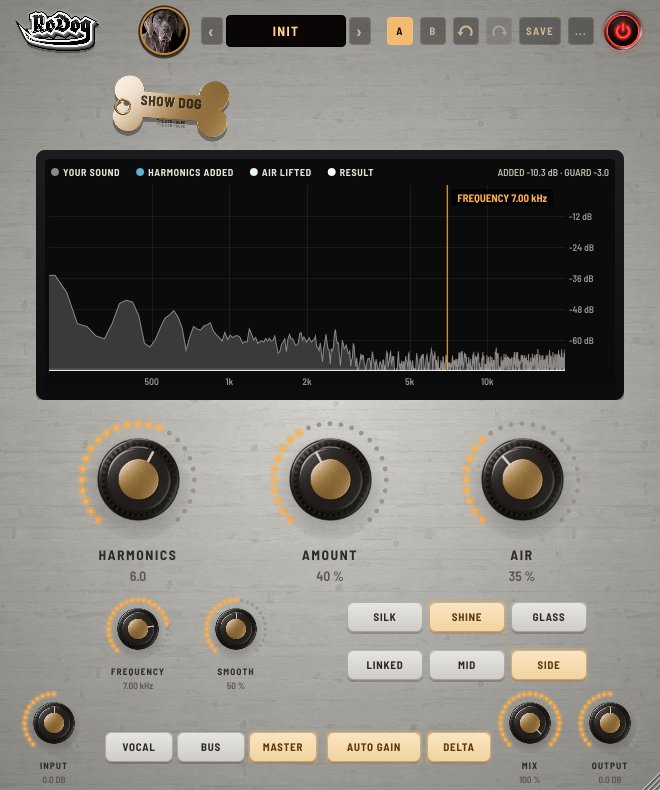 RoDog
‹
INIT
›
A
B
SAVE
...
SHOW DOG
YOUR SOUND
HARMONICS ADDED
AIR LIFTED
RESULT
ADDED -10.3 dB · GUARD -3.0
FREQUENCY 7.00 kHz
-12 dB
-24 dB
-36 dB
-48 dB
-60 dB
500
1k
2k
5k
10k
HARMONICS
AMOUNT
AIR
6.0
40 %
35 %
SILK
SHINE
GLASS
LINKED
MID
SIDE
FREQUENCY
SMOOTH
7.00 kHz
50 %
VOCAL
BUS
MASTER
AUTO GAIN
DELTA
INPUT
MIX
OUTPUT
0.0 DB
100 %
0.0 DB